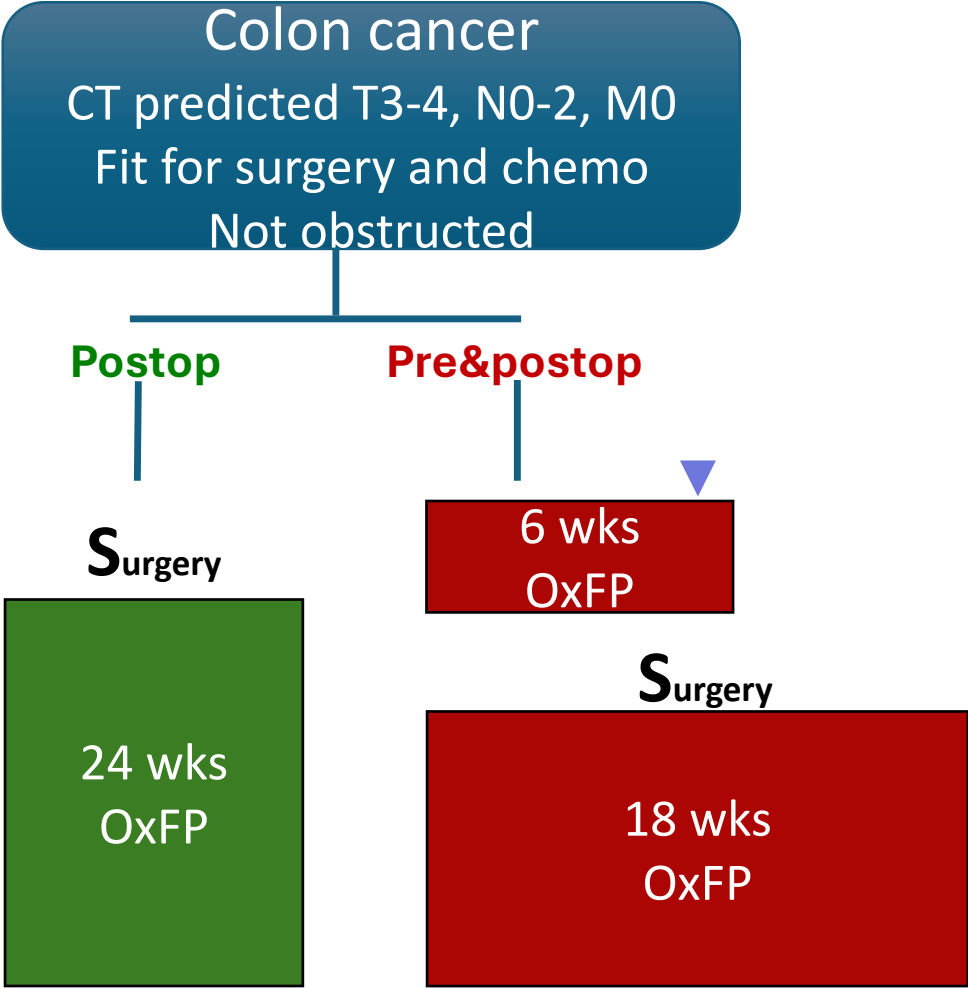 Colon cancer
CT predicted T3-4, N0-2, M0
Fit for surgery and chemo
Not obstructed
Postop
Pre&postop
Surgery
24 wks
OxFP
6 wks
OxFP
Surgery
18 wks
OxFP